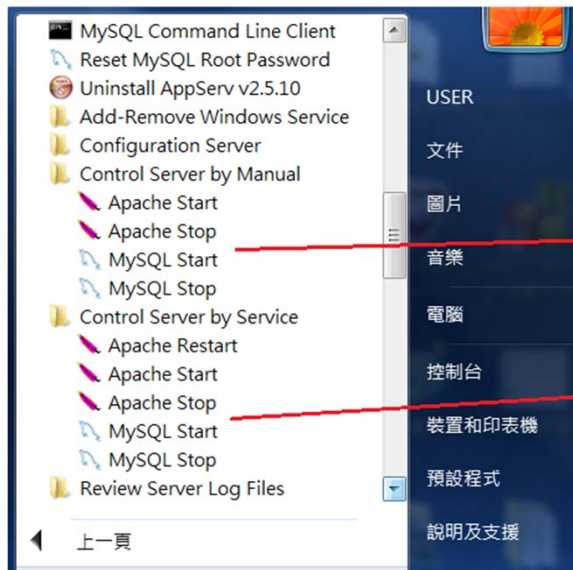 MySQL Command Line Client
Reset MySQL Root Password
Uninstall AppServ v2.5.10
Add-Remove Windows Service
Configuration Server
Control Server by Manual
Apache Start
Apache Stop
MySQL Start
MySQL Stop
Control Server by Service
Apache Restart
Apache Start
Apache Stop
MySQL Start
MySQL Stop
Review Server Log Files
上一頁
USER
文件
圖片
音樂
電腦
控制台
裝置和印表機
預設程式
說明及支援